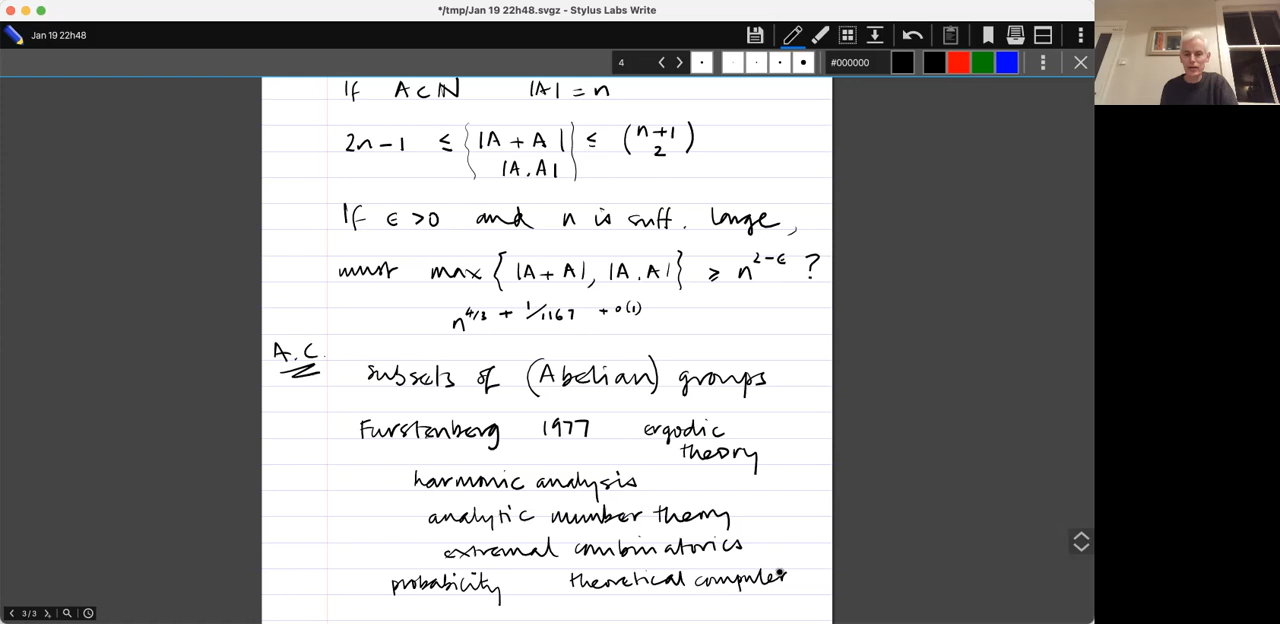 */tmp/Jan 19 22h48.svgz - Stylus Labs Write
Jan 19 22h48
4
#000000
If A ⊂ ℕ |A| = n
2n-1 ≤ { |A + A| } ≤ (n+1
|A.A| 2)
If ϵ > 0 and n is suff. large,
must max { |A + A|, |A.A| } ≥ n^{2-ϵ} ?
n^{4/3 + 1/1167 + o(1)}
A.C.
subsets of (Abelian) groups
Furstenberg 1977 ergodic
theory
harmonic analysis
analytic number theory
extremal combinatorics
probability theoretical computer
3/3